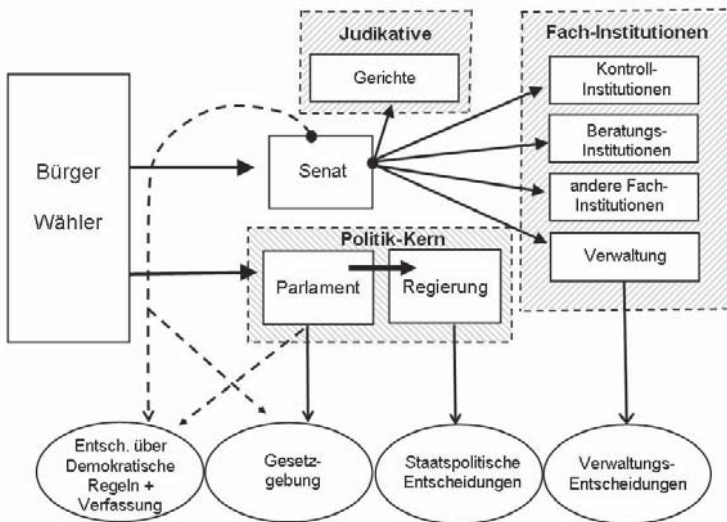 Judikative
Gerichte
Fach-Institutionen
Kontroll-
Institutionen
Beratungs-
Institutionen
andere Fach-
Institutionen
Verwaltung
Bürger
Wähler
Senat
Politik-Kern
Parlament
Regierung
Entsch. über
Demokratische
Regeln +
Verfassung
Gesetz-
gebung
Staatspolitische
Entscheidungen
Verwaltungs-
Entscheidungen